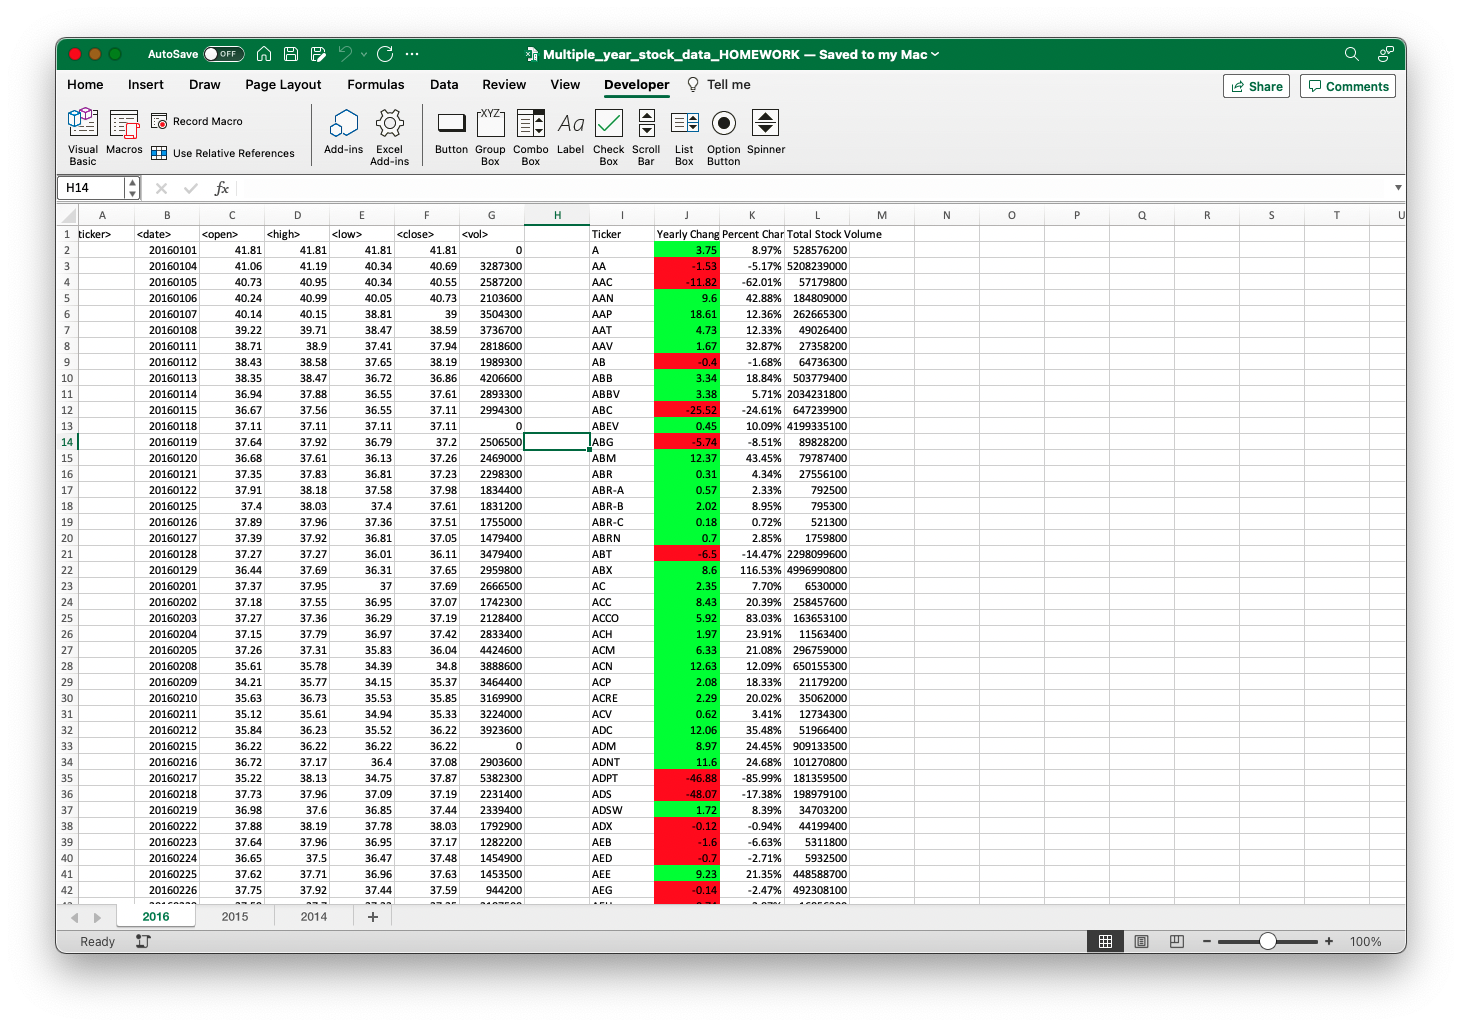 AutoSave OFF Multiple_year_stock_data_HOMEWORK — Saved to my Mac
Home Insert Draw Page Layout Formulas Data Review View Developer Tell me Share Comments
Visual Basic Macros Record Macro Use Relative References Add-ins Excel Add-ins Button XYZ Group Box Combo Box Aa Label Check Box Scroll Bar List Box Option Button Spinner
H14 fx
A B C D E F G H I J K L M N O P Q R S T U
1 ticker> <date> <open> <high> <low> <close> <vol> Ticker Yearly Chang Percent Char Total Stock Volume
2 20160101 41.81 41.81 41.81 41.81 0 A 3.75 8.97% 528576200
3 20160104 41.06 41.19 40.34 40.69 3287300 AA -1.53 -5.17% 5208239000
4 20160105 40.73 40.95 40.34 40.55 2587200 AAC -11.82 -62.01% 57179800
5 20160106 40.24 40.99 40.05 40.73 2103600 AAN 9.6 42.88% 184809000
6 20160107 40.14 40.15 38.81 39 3504300 AAP 18.61 12.36% 262665300
7 20160108 39.22 39.71 38.47 38.59 3736700 AAT 4.73 12.33% 49026400
8 20160111 38.71 38.9 37.41 37.94 2818600 AAV 1.67 32.87% 27358200
9 20160112 38.43 38.58 37.65 38.19 1989300 AB -0.4 -1.68% 64736300
10 20160113 38.35 38.47 36.72 36.86 4206600 ABB 3.34 18.84% 503779400
11 20160114 36.94 37.88 36.55 37.61 2893300 ABBV 3.38 5.71% 2034231800
12 20160115 36.67 37.56 36.55 37.11 2994300 ABC -25.52 -24.61% 647239900
13 20160118 37.11 37.11 37.11 37.11 0 ABEV 0.45 10.09% 4199335100
14 20160119 37.64 37.92 36.79 37.2 2506500 ABG -5.74 -8.51% 89828200
15 20160120 36.68 37.61 36.13 37.26 2469000 ABM 12.37 43.45% 79787400
16 20160121 37.35 37.83 36.81 37.23 2298300 ABR 0.31 4.34% 27556100
17 20160122 37.91 38.18 37.58 37.98 1834400 ABR-A 0.57 2.33% 792500
18 20160125 37.4 38.03 37.4 37.61 1831200 ABR-B 2.02 8.95% 795300
19 20160126 37.89 37.96 37.36 37.51 1755000 ABR-C 0.18 0.72% 521300
20 20160127 37.39 37.92 36.81 37.05 1479400 ABRN 0.7 2.85% 1759800
21 20160128 37.27 37.27 36.01 36.11 3479400 ABT -6.5 -14.47% 2298099600
22 20160129 36.44 37.69 36.31 37.65 2959800 ABX 8.6 116.53% 4996990800
23 20160201 37.37 37.95 37 37.69 2666500 AC 2.35 7.70% 6530000
24 20160202 37.18 37.55 36.95 37.07 1742300 ACC 8.43 20.39% 258457600
25 20160203 37.27 37.36 36.29 37.19 2128400 ACCO 5.92 83.03% 163653100
26 20160204 37.15 37.79 36.97 37.42 2833400 ACH 1.97 23.91% 11563400
27 20160205 37.26 37.31 35.83 36.04 4424600 ACM 6.33 21.08% 296759000
28 20160208 35.61 35.78 34.39 34.8 3888600 ACN 12.63 12.09% 650155300
29 20160209 34.21 35.77 34.15 35.37 3464400 ACP 2.08 18.33% 21179200
30 20160210 35.63 36.73 35.53 35.85 3169900 ACRE 2.29 20.02% 35062000
31 20160211 35.12 35.61 34.94 35.33 3224000 ACV 0.62 3.41% 12734300
32 20160212 35.84 36.23 35.52 36.22 3923600 ADC 12.06 35.48% 51966400
33 20160215 36.22 36.22 36.22 36.22 0 ADM 8.97 24.45% 909133500
34 20160216 36.72 37.17 36.4 37.08 2903600 ADNT 11.6 24.68% 101270800
35 20160217 35.22 38.13 34.75 37.87 5382300 ADPT -46.88 -85.99% 181359500
36 20160218 37.73 37.96 37.09 37.19 2231400 ADS -48.07 -17.38% 198979100
37 20160219 36.98 37.6 36.85 37.44 2339400 ADSW 1.72 8.39% 34703200
38 20160222 37.88 38.19 37.78 38.03 1792900 ADX -0.12 -0.94% 44199400
39 20160223 37.64 37.96 36.95 37.17 1282200 AEB -1.6 -6.63% 5311800
40 20160224 36.65 37.5 36.47 37.48 1454900 AED -0.7 -2.71% 5932500
41 20160225 37.62 37.71 36.96 37.63 1453500 AEE 9.23 21.35% 448588700
42 20160226 37.75 37.92 37.44 37.59 944200 AEG -0.14 -2.47% 492308100
2016 2015 2014 +
Ready − + 100%